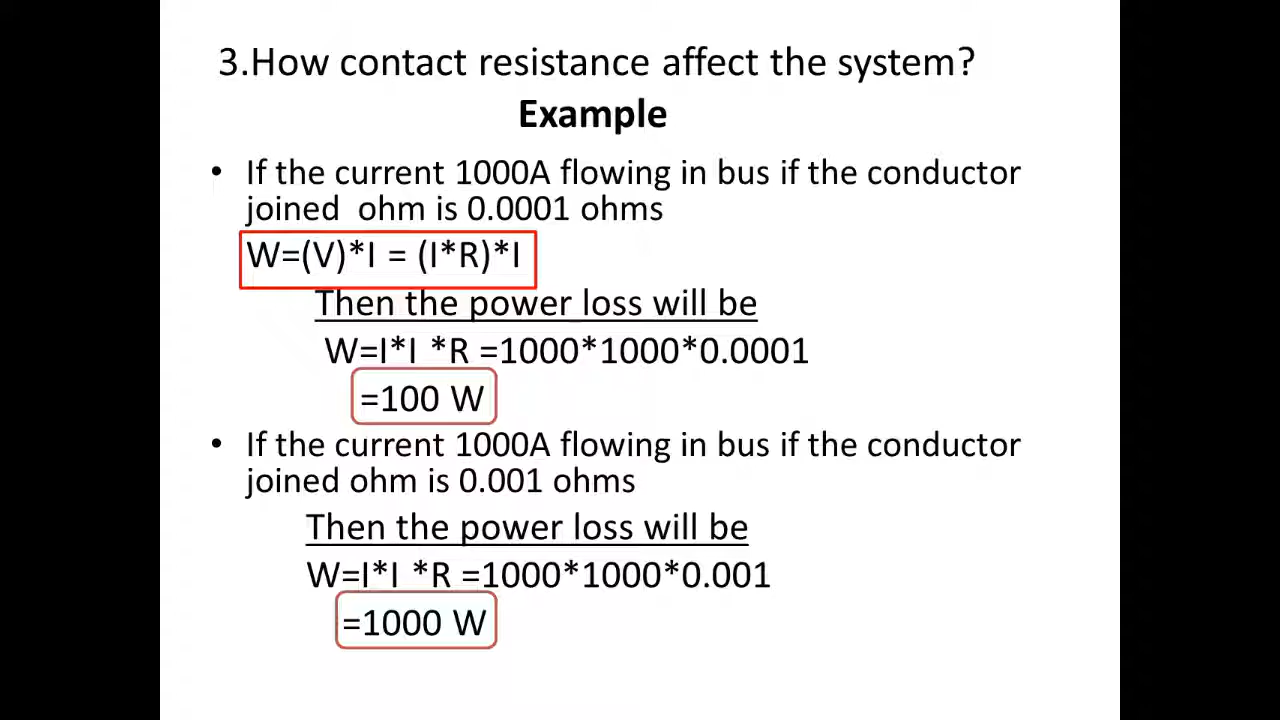 3.How contact resistance affect the system?
Example
• If the current 1000A flowing in bus if the conductor
joined  ohm is 0.0001 ohms
W=(V)*I = (I*R)*I
Then the power loss will be
W=I*I *R =1000*1000*0.0001
=100 W
• If the current 1000A flowing in bus if the conductor
joined ohm is 0.001 ohms
Then the power loss will be
W=I*I *R =1000*1000*0.001
=1000 W